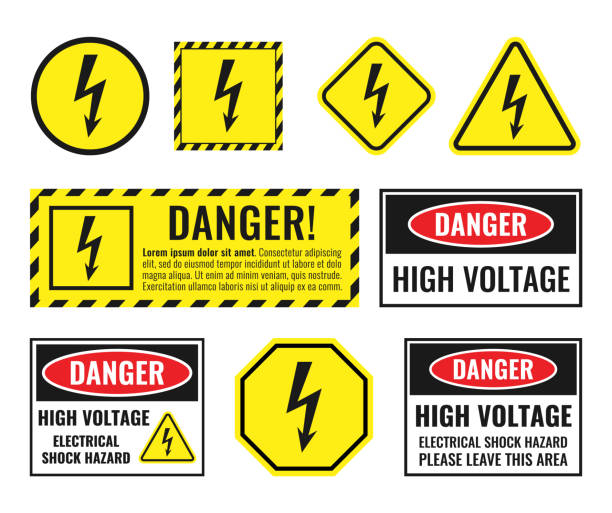 DANGER!
Lorem ipsum dolor sit amet. Consectetur adipiscing
elit, sed do eiusmod tempor incididunt ut labore et dolore
magna aliqua. Ut enim ad minim veniam, quis nostrude.
Exercitation ullamco laboris nisi ut aliquip ex ea commodo.
DANGER
HIGH VOLTAGE
DANGER
HIGH VOLTAGE
ELECTRICAL
SHOCK HAZARD
DANGER
HIGH VOLTAGE
ELECTRICAL SHOCK HAZARD
PLEASE LEAVE THIS AREA